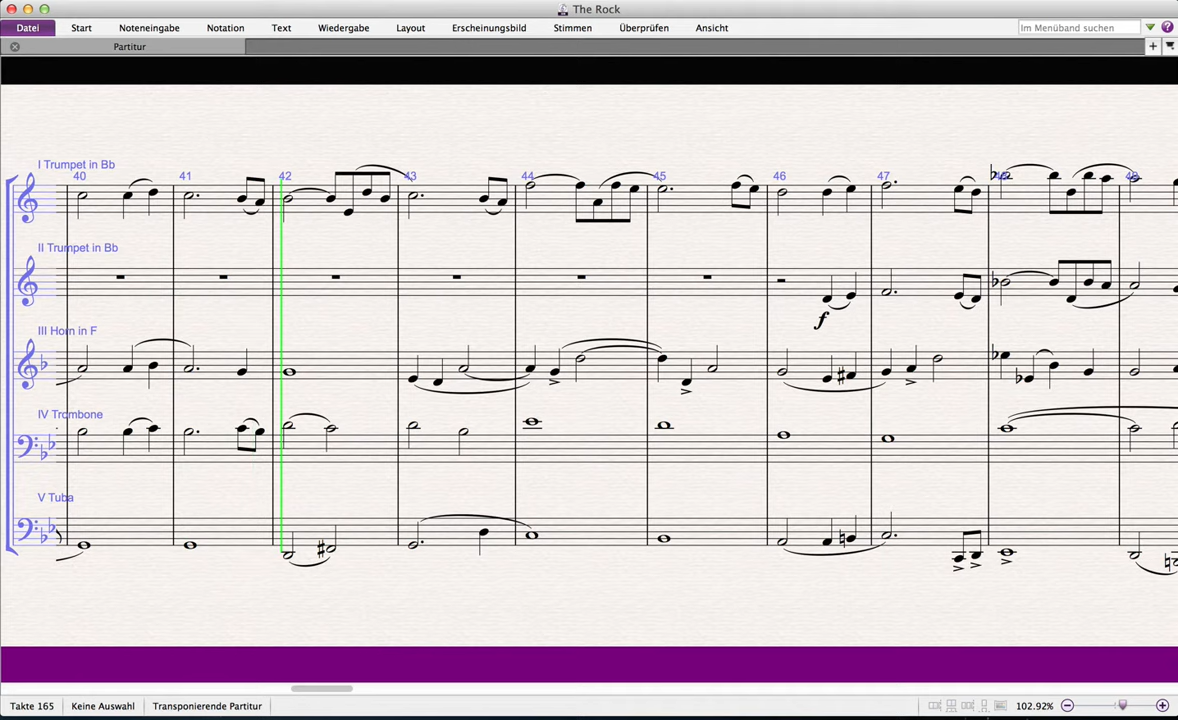 The Rock
Datei Start Noteneingabe Notation Text Wiedergabe Layout Erscheinungsbild Stimmen Überprüfen Ansicht Im Menüband suchen ?
Partitur
I Trumpet in Bb
40 41 42 43 44 45 46 47 48 49
II Trumpet in Bb
f
III Horn in F
IV Trombone
V Tuba
Takte 165 Keine Auswahl Transponierende Partitur 102.92%